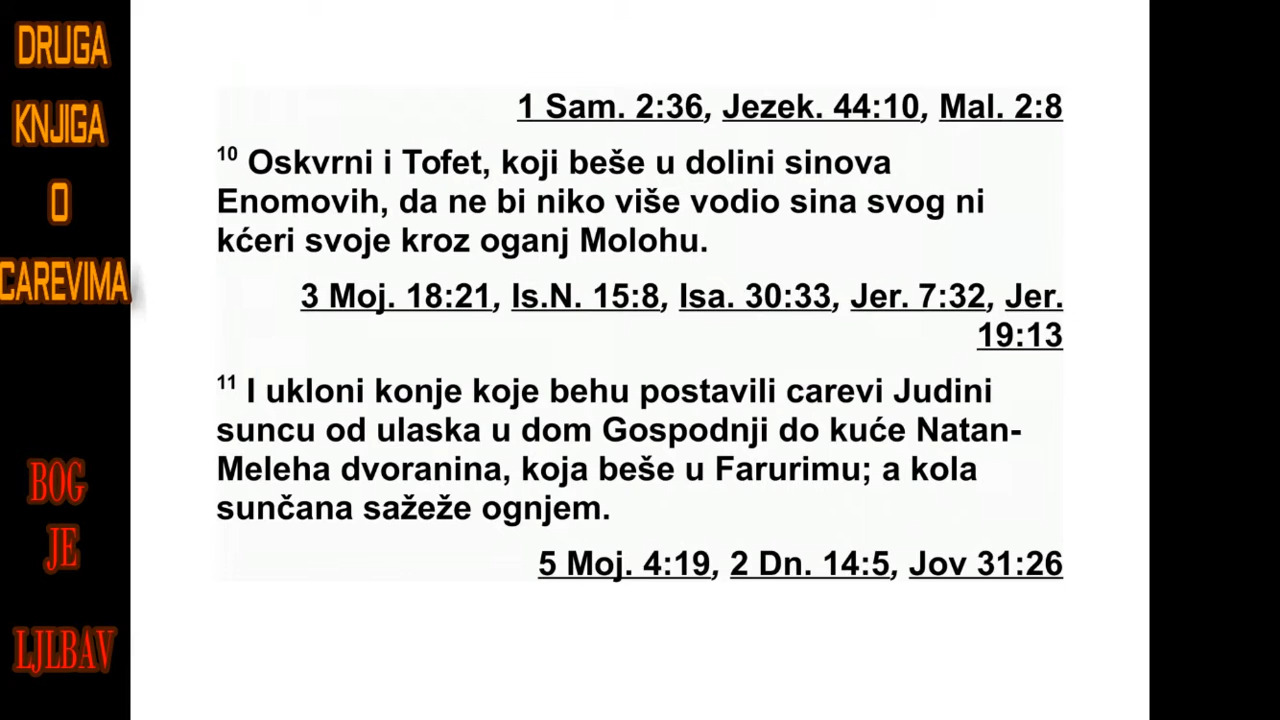 DRUGA
KNJIGA
O
CAREVIMA
BOG
JE
LJLBAV
1 Sam. 2:36, Jezek. 44:10, Mal. 2:8
10 Oskvrni i Tofet, koji beše u dolini sinova
Enomovih, da ne bi niko više vodio sina svog ni
kćeri svoje kroz oganj Molohu.
3 Moj. 18:21, Is.N. 15:8, Isa. 30:33, Jer. 7:32, Jer.
19:13
11 I ukloni konje koje behu postavili carevi Judini
suncu od ulaska u dom Gospodnji do kuće Natan-
Meleha dvoranina, koja beše u Farurimu; a kola
sunčana sažeže ognjem.
5 Moj. 4:19, 2 Dn. 14:5, Jov 31:26